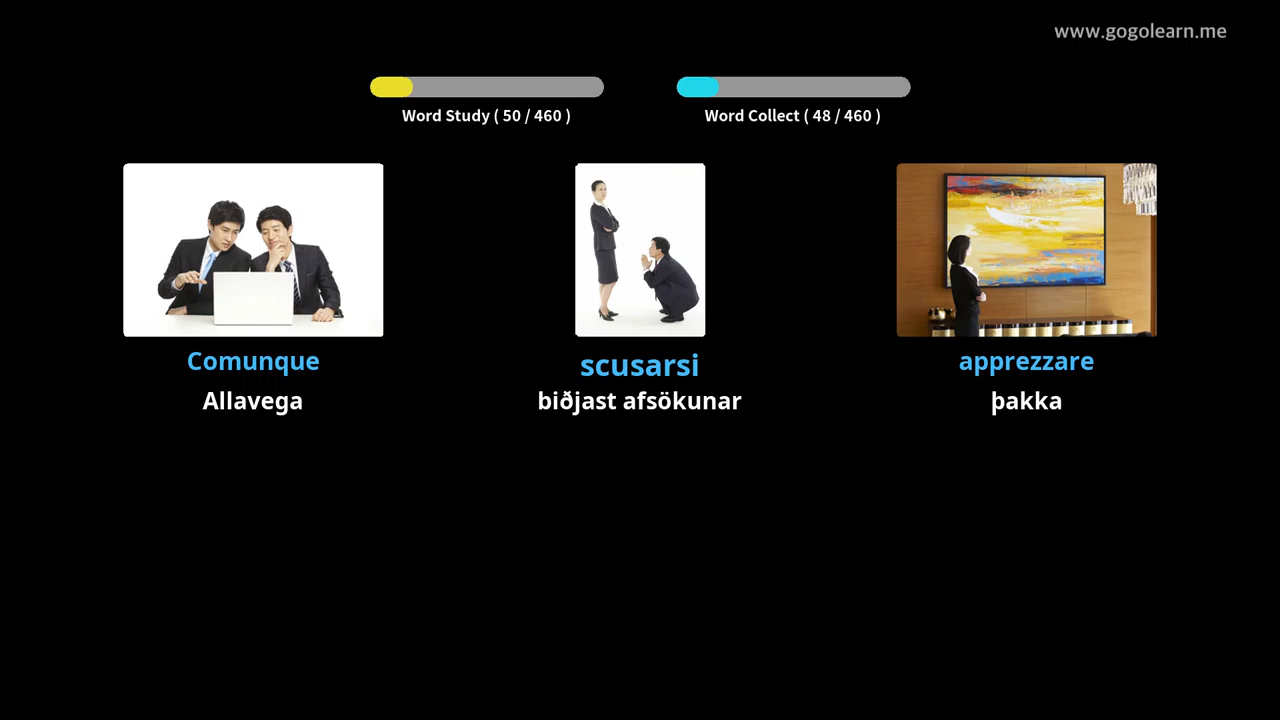 www.gogolearn.me
Word Study ( 50 / 460 )
Word Collect ( 48 / 460 )
Comunque
scusarsi
apprezzare
Allavega
biðjast afsökunar
þakka